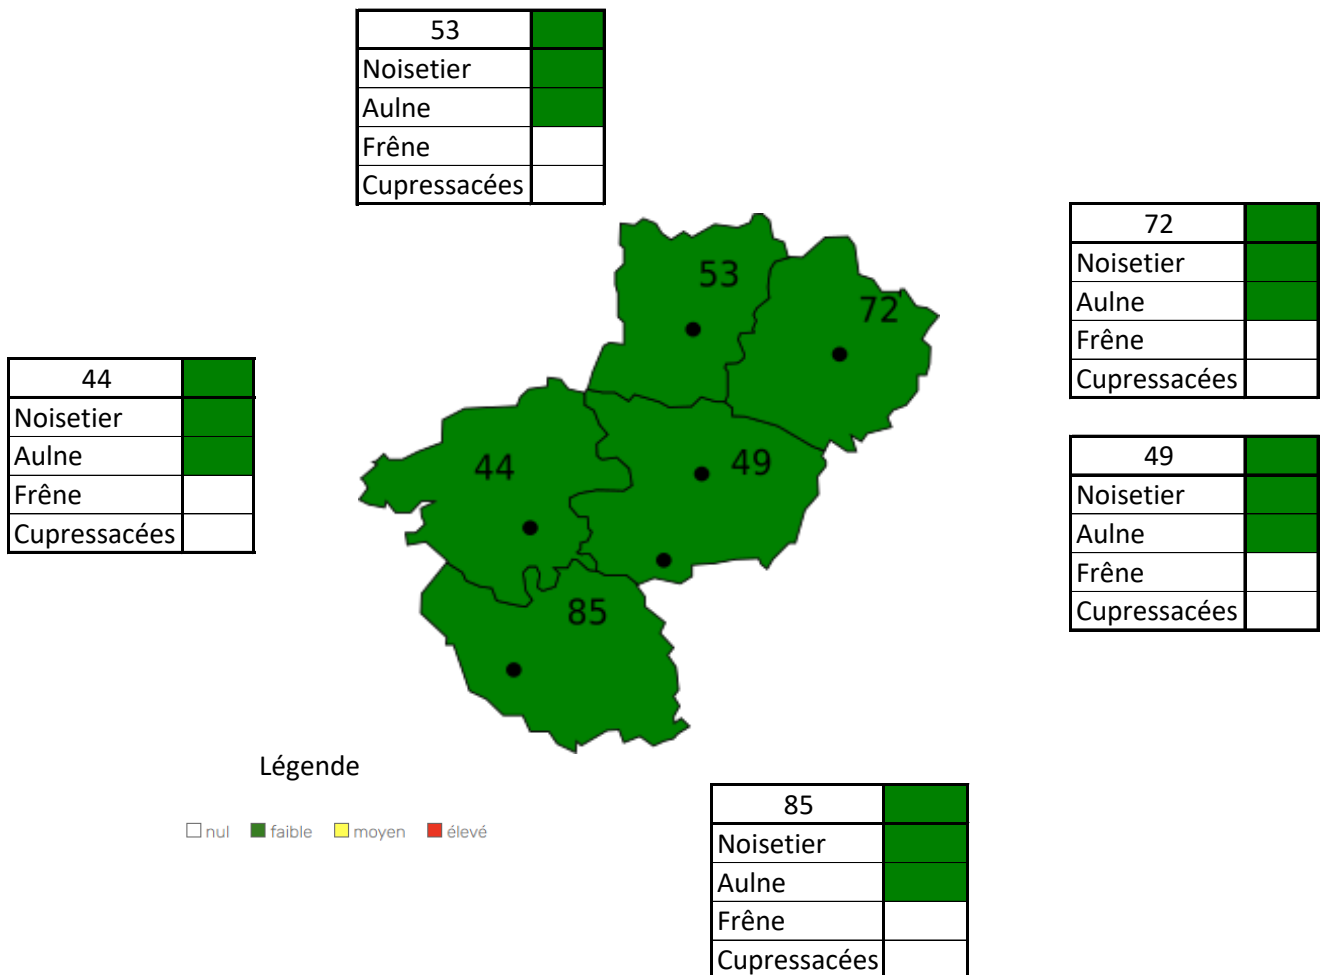 53
Noisetier
Aulne
Frêne
Cupressacées
72
Noisetier
Aulne
Frêne
Cupressacées
44
Noisetier
Aulne
Frêne
Cupressacées
49
Noisetier
Aulne
Frêne
Cupressacées
53
72
44
49
85
Légende
nul faible moyen élevé
85
Noisetier
Aulne
Frêne
Cupressacées